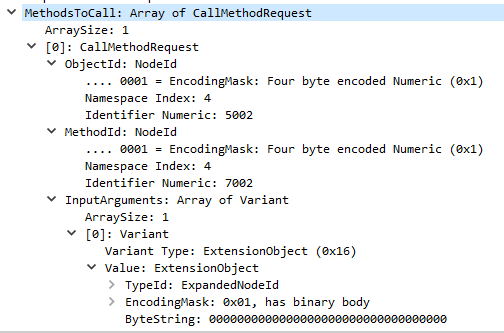 MethodsToCall: Array of CallMethodRequest
ArraySize: 1
[0]: CallMethodRequest
ObjectId: NodeId
.... 0001 = EncodingMask: Four byte encoded Numeric (0x1)
Namespace Index: 4
Identifier Numeric: 5002
MethodId: NodeId
.... 0001 = EncodingMask: Four byte encoded Numeric (0x1)
Namespace Index: 4
Identifier Numeric: 7002
InputArguments: Array of Variant
ArraySize: 1
[0]: Variant
Variant Type: ExtensionObject (0x16)
Value: ExtensionObject
TypeId: ExpandedNodeId
EncodingMask: 0x01, has binary body
ByteString: 00000000000000000000000000000000